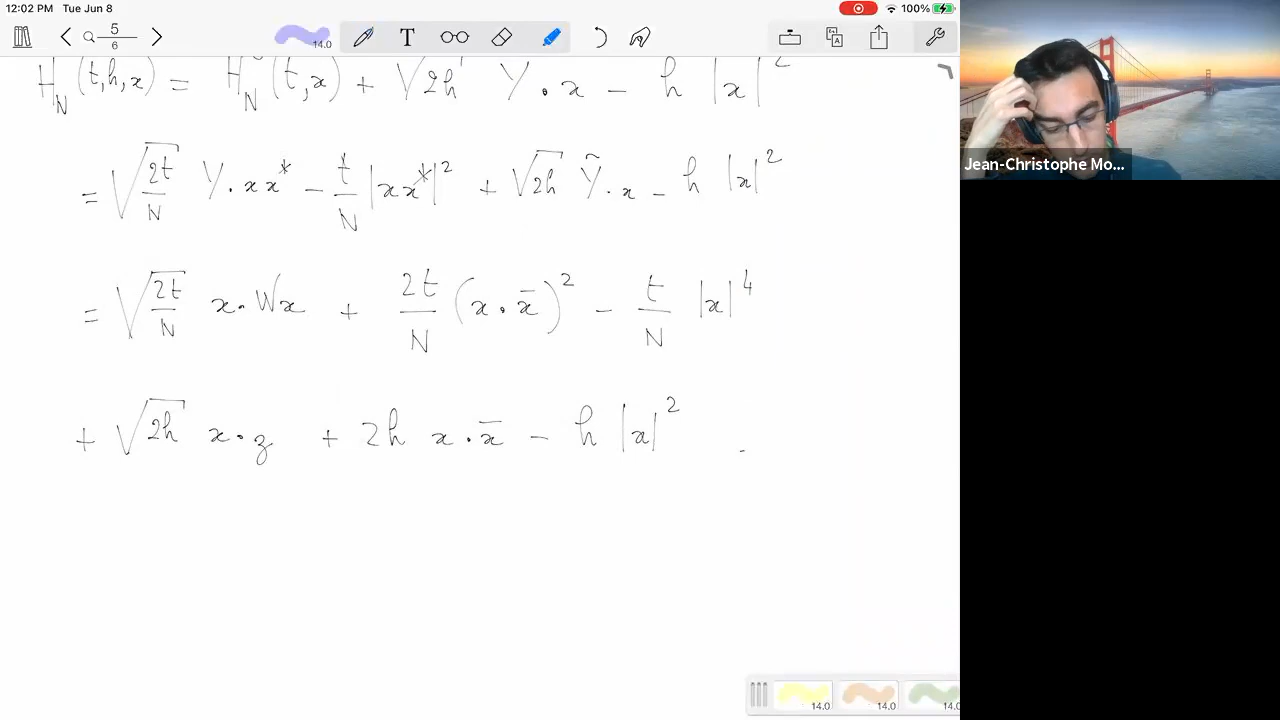 12:02 PM Tue Jun 8
100%
5
6
14.0
T
H_N(t,h,x) = H_N^°(t,x) + √2h Y·x − h |x|²
= √(2t/N) Y·xx* − t/N |xx*|² + √2h Ỹ·x − h |x|²
= √(2t/N) x·Wx + 2t/N (x·x̄)² − t/N |x|⁴
+ √2h x·z + 2h x·x̄ − h |x|²
14.0 14.0 14.0
Jean-Christophe Mo...